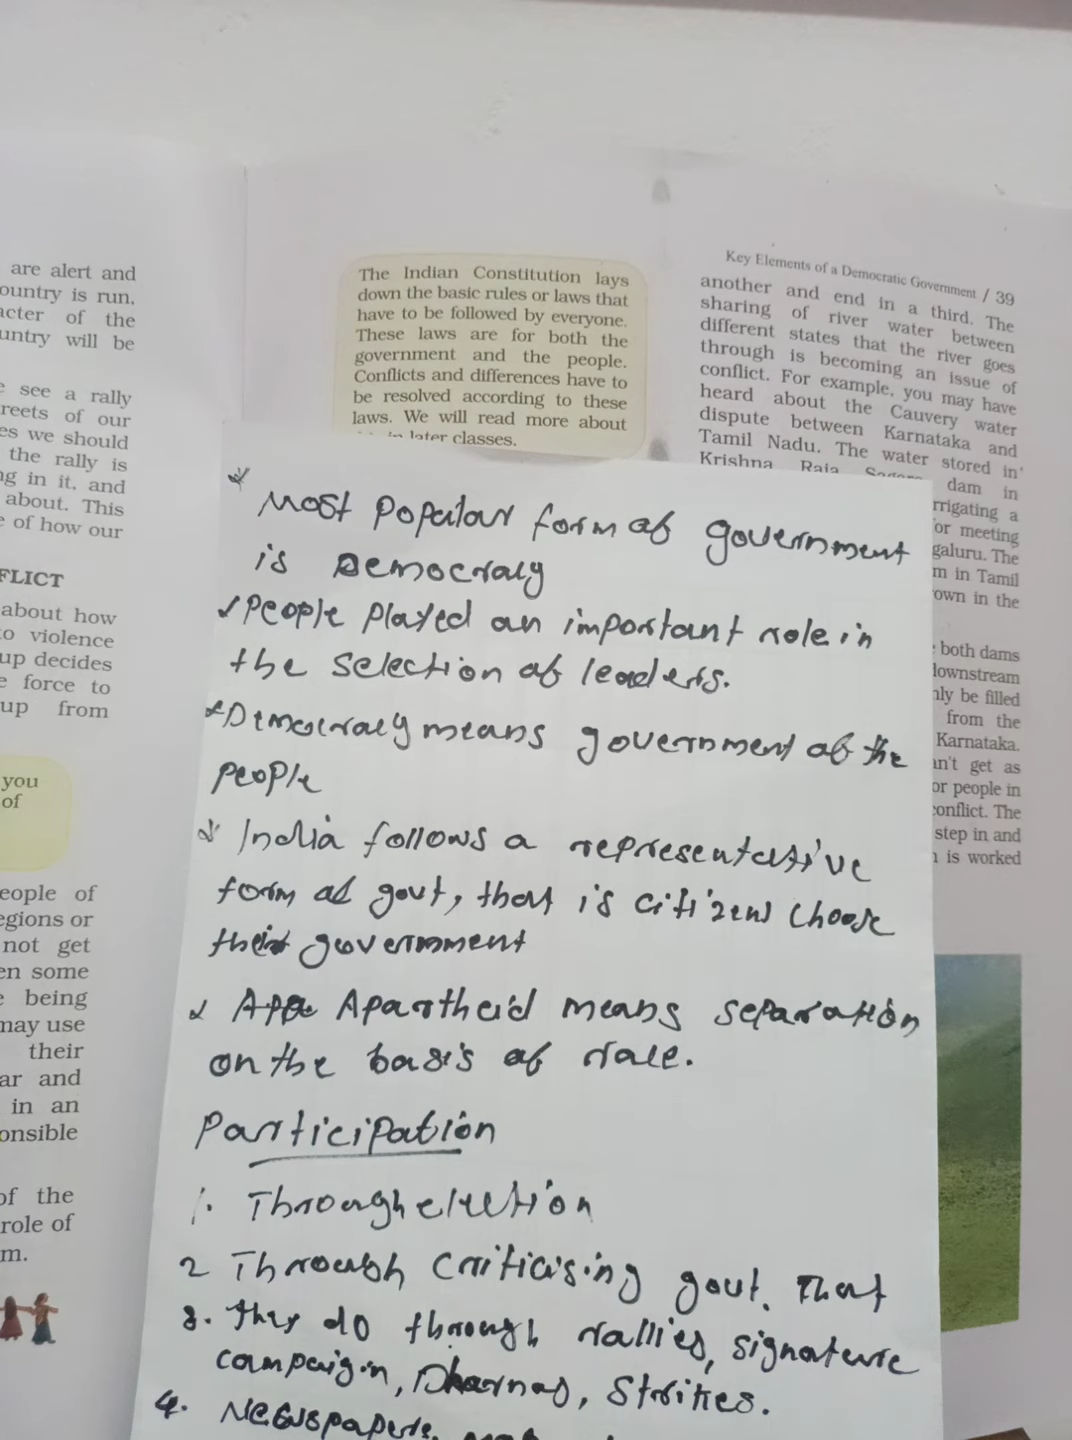 are alert and
ountry is run,
acter of the
untry will be
see a rally
reets of our
es we should
the rally is
ng in it, and
about. This
e of how our
FLICT
about how
to violence
up decides
e force to
up from
you
of
eople of
egions or
not get
en some
e being
may use
their
ar and
in an
onsible
of the
role of
m.
The Indian Constitution lays
down the basic rules or laws that
have to be followed by everyone.
These laws are for both the
government and the people.
Conflicts and differences have to
be resolved according to these
laws. We will read more about
in later classes.
Key Elements of a Democratic Government / 39
another and end in a third. The
sharing of river water between
different states that the river goes
through is becoming an issue of
conflict. For example, you may have
heard about the Cauvery water
dispute between Karnataka and
Tamil Nadu. The water stored in
Krishna Raja Sagara dam in
rrigating a
or meeting
galuru. The
m in Tamil
own in the
both dams
lownstream
nly be filled
from the
Karnataka.
an't get as
or people in
conflict. The
step in and
is worked
Most Popular form of government
is Democracy
People Played an important role in
the selection of leaders.
Democracy means government of the
People
India follows a representative
form of govt, that is citizens choose
their government
Apartheid means separation
on the basis of race.
Participation
1. Through election
2 Through Criticising govt. That
3. they do through rallies, signature
campaign, Dharnas, Strikes.
4. Newspapers,